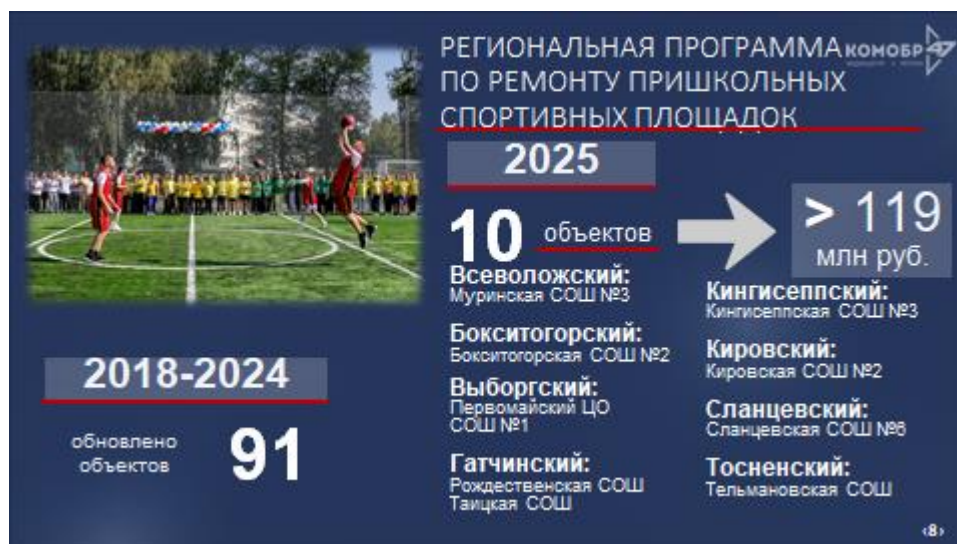 РЕГИОНАЛЬНАЯ ПРОГРАММА
ПО РЕМОНТУ ПРИШКОЛЬНЫХ
СПОРТИВНЫХ ПЛОЩАДОК
КОМОБР 47
2025
10 объектов
> 119
млн руб.
Всеволожский:
Муринская СОШ №3
Бокситогорский:
Бокситогорская СОШ №2
Выборгский:
Первомайский ЦО
СОШ №1
Гатчинский:
Рождественская СОШ
Таицкая СОШ
Кингисеппский:
Кингисеппская СОШ №3
Кировский:
Кировская СОШ №2
Сланцевский:
Сланцевская СОШ №6
Тосненский:
Тельмановская СОШ
2018-2024
обновлено
объектов
91
‹8›